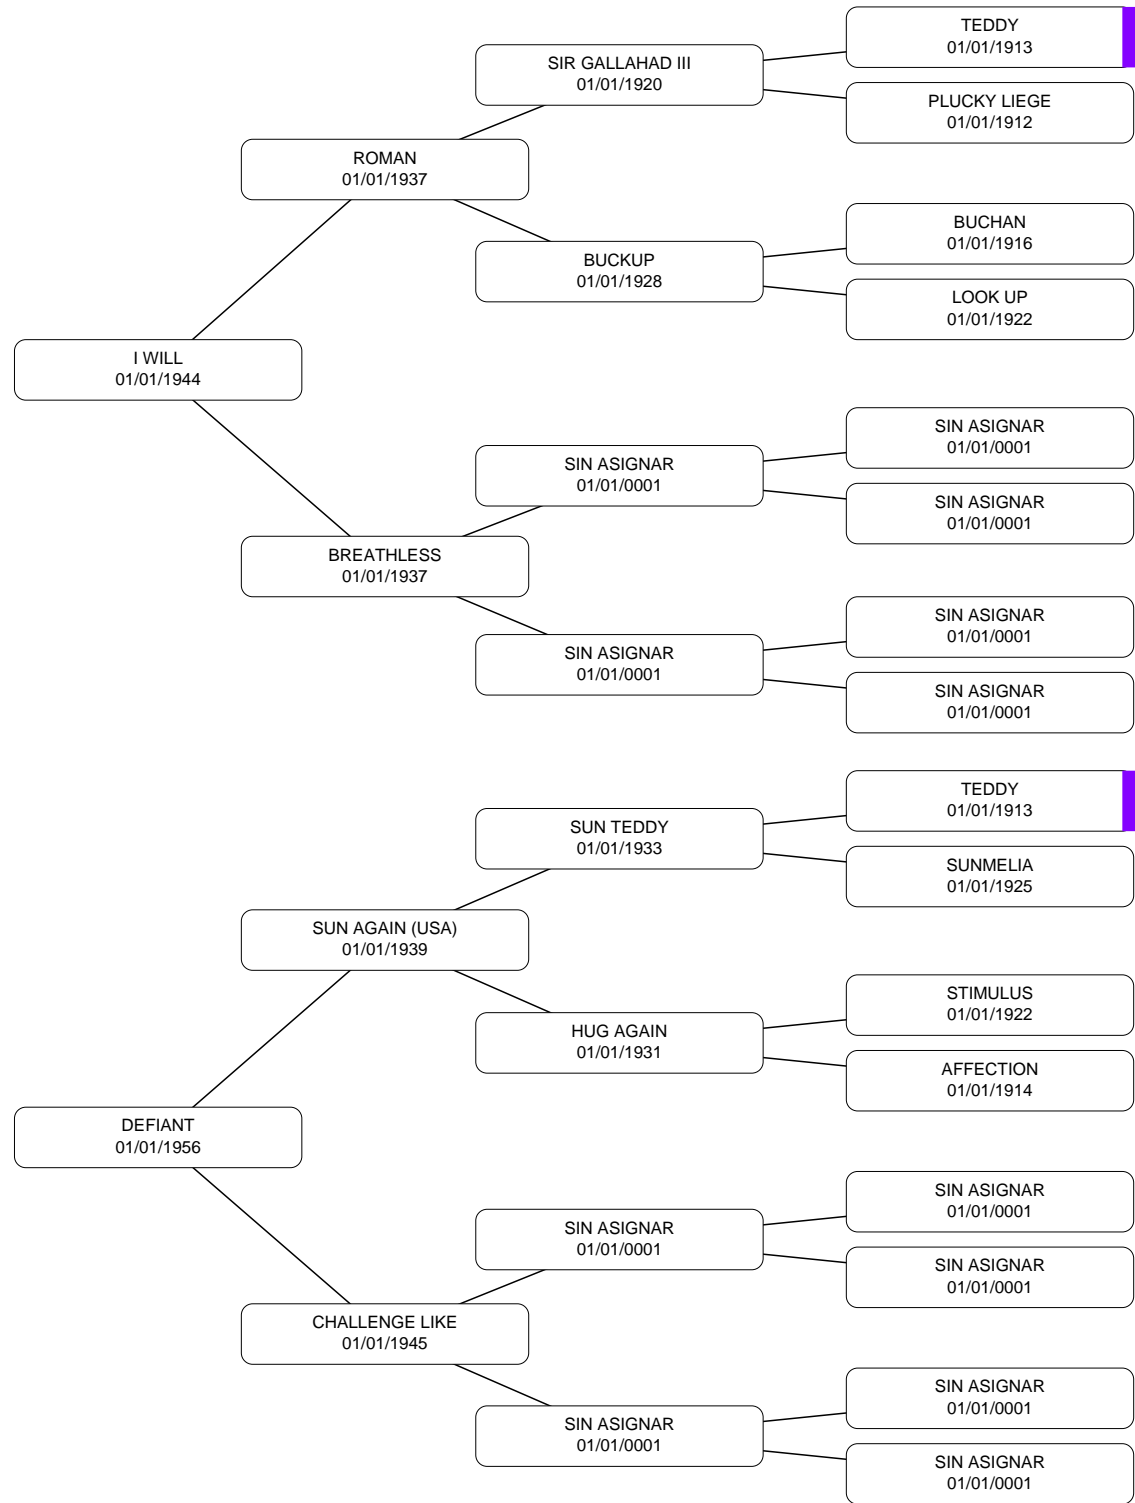 TEDDY
01/01/1913
SIR GALLAHAD III
01/01/1920
PLUCKY LIEGE
01/01/1912
ROMAN
01/01/1937
BUCHAN
01/01/1916
BUCKUP
01/01/1928
LOOK UP
01/01/1922
I WILL
01/01/1944
SIN ASIGNAR
01/01/0001
SIN ASIGNAR
01/01/0001
SIN ASIGNAR
01/01/0001
BREATHLESS
01/01/1937
SIN ASIGNAR
01/01/0001
SIN ASIGNAR
01/01/0001
SIN ASIGNAR
01/01/0001
TEDDY
01/01/1913
SUN TEDDY
01/01/1933
SUNMELIA
01/01/1925
SUN AGAIN (USA)
01/01/1939
STIMULUS
01/01/1922
HUG AGAIN
01/01/1931
AFFECTION
01/01/1914
DEFIANT
01/01/1956
SIN ASIGNAR
01/01/0001
SIN ASIGNAR
01/01/0001
SIN ASIGNAR
01/01/0001
CHALLENGE LIKE
01/01/1945
SIN ASIGNAR
01/01/0001
SIN ASIGNAR
01/01/0001
SIN ASIGNAR
01/01/0001